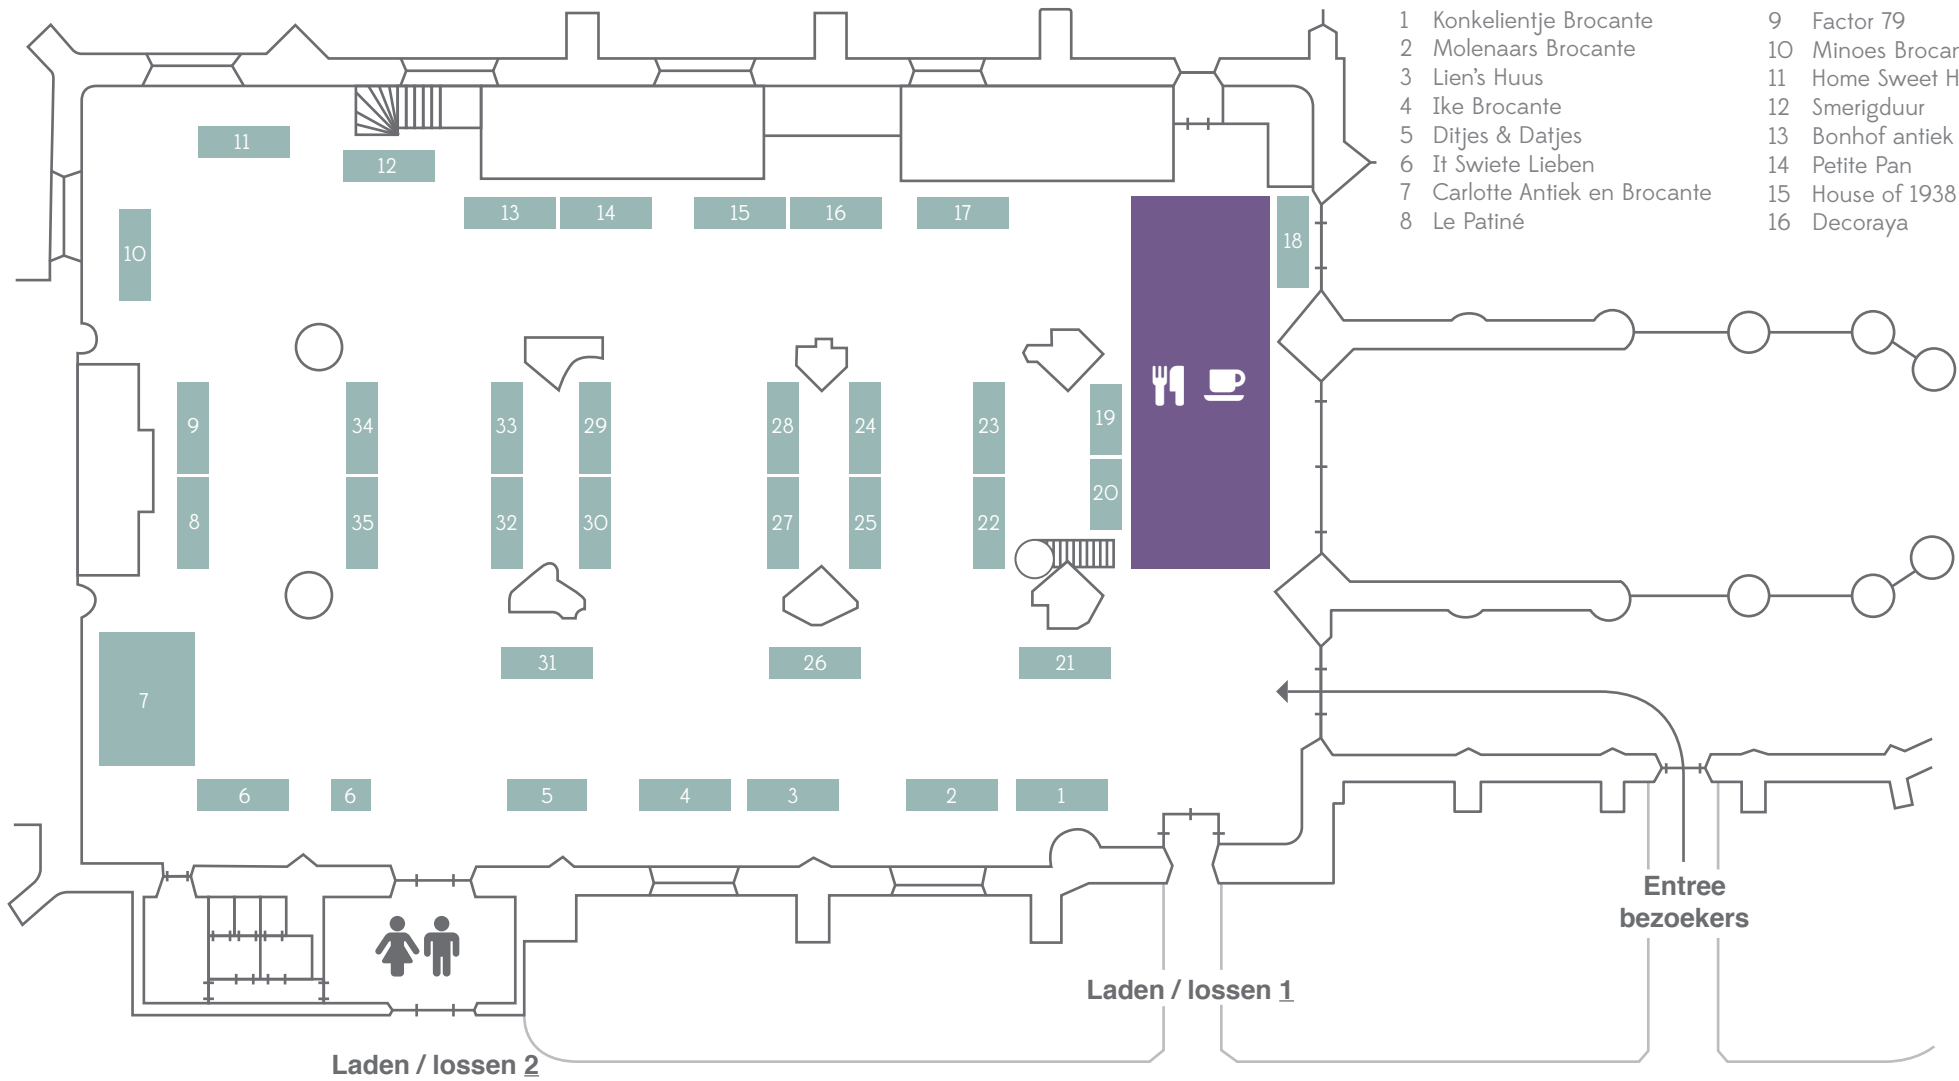 1 Konkelientje Brocante
2 Molenaars Brocante
3 Lien's Huus
4 Ike Brocante
5 Ditjes & Datjes
6 It Swiete Lieben
7 Carlotte Antiek en Brocante
8 Le Patiné
9 Factor 79
10 Minoes
11 Home Sweet
12 Smerigduur
13 Bonhof antiek
14 Petite Pan
15 House of 1938
16 Decoraya
11
12
13 14 15 16 17
18
10
9 34 33 29 28 24 23 19
8 35 32 30 27 25 22 20
31 26 21
7
6 6 5 4 3 2 1
Entree
bezoekers
Laden / lossen 1
Laden / lossen 2